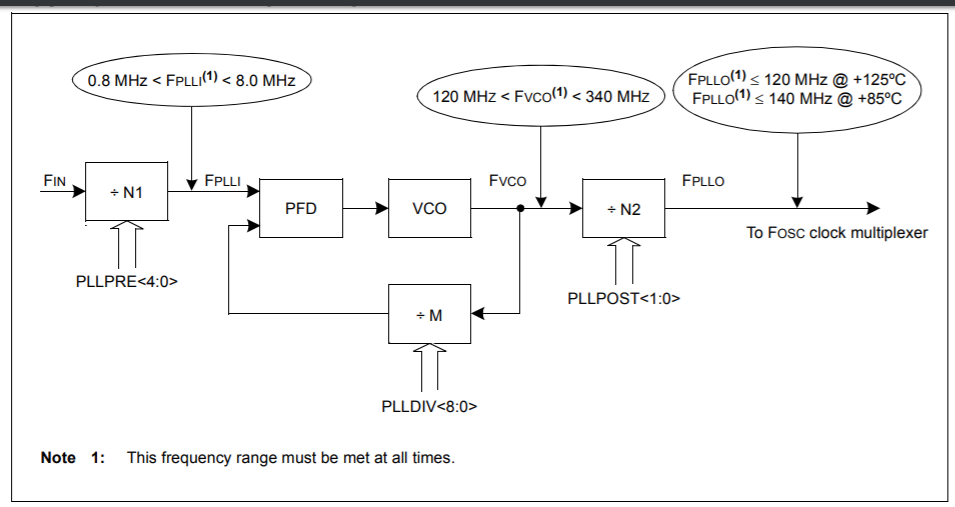 0.8 MHz < FPLLI(1) < 8.0 MHz
120 MHz < FVCO(1) < 340 MHz
FPLLO(1) ≤ 120 MHz @ +125ºC
FPLLO(1) ≤ 140 MHz @ +85ºC
FIN
÷ N1
FPLLI
PFD
VCO
FVCO
÷ N2
FPLLO
To FOSC clock multiplexer
PLLPRE<4:0>
PLLPOST<1:0>
÷ M
PLLDIV<8:0>
Note 1: This frequency range must be met at all times.